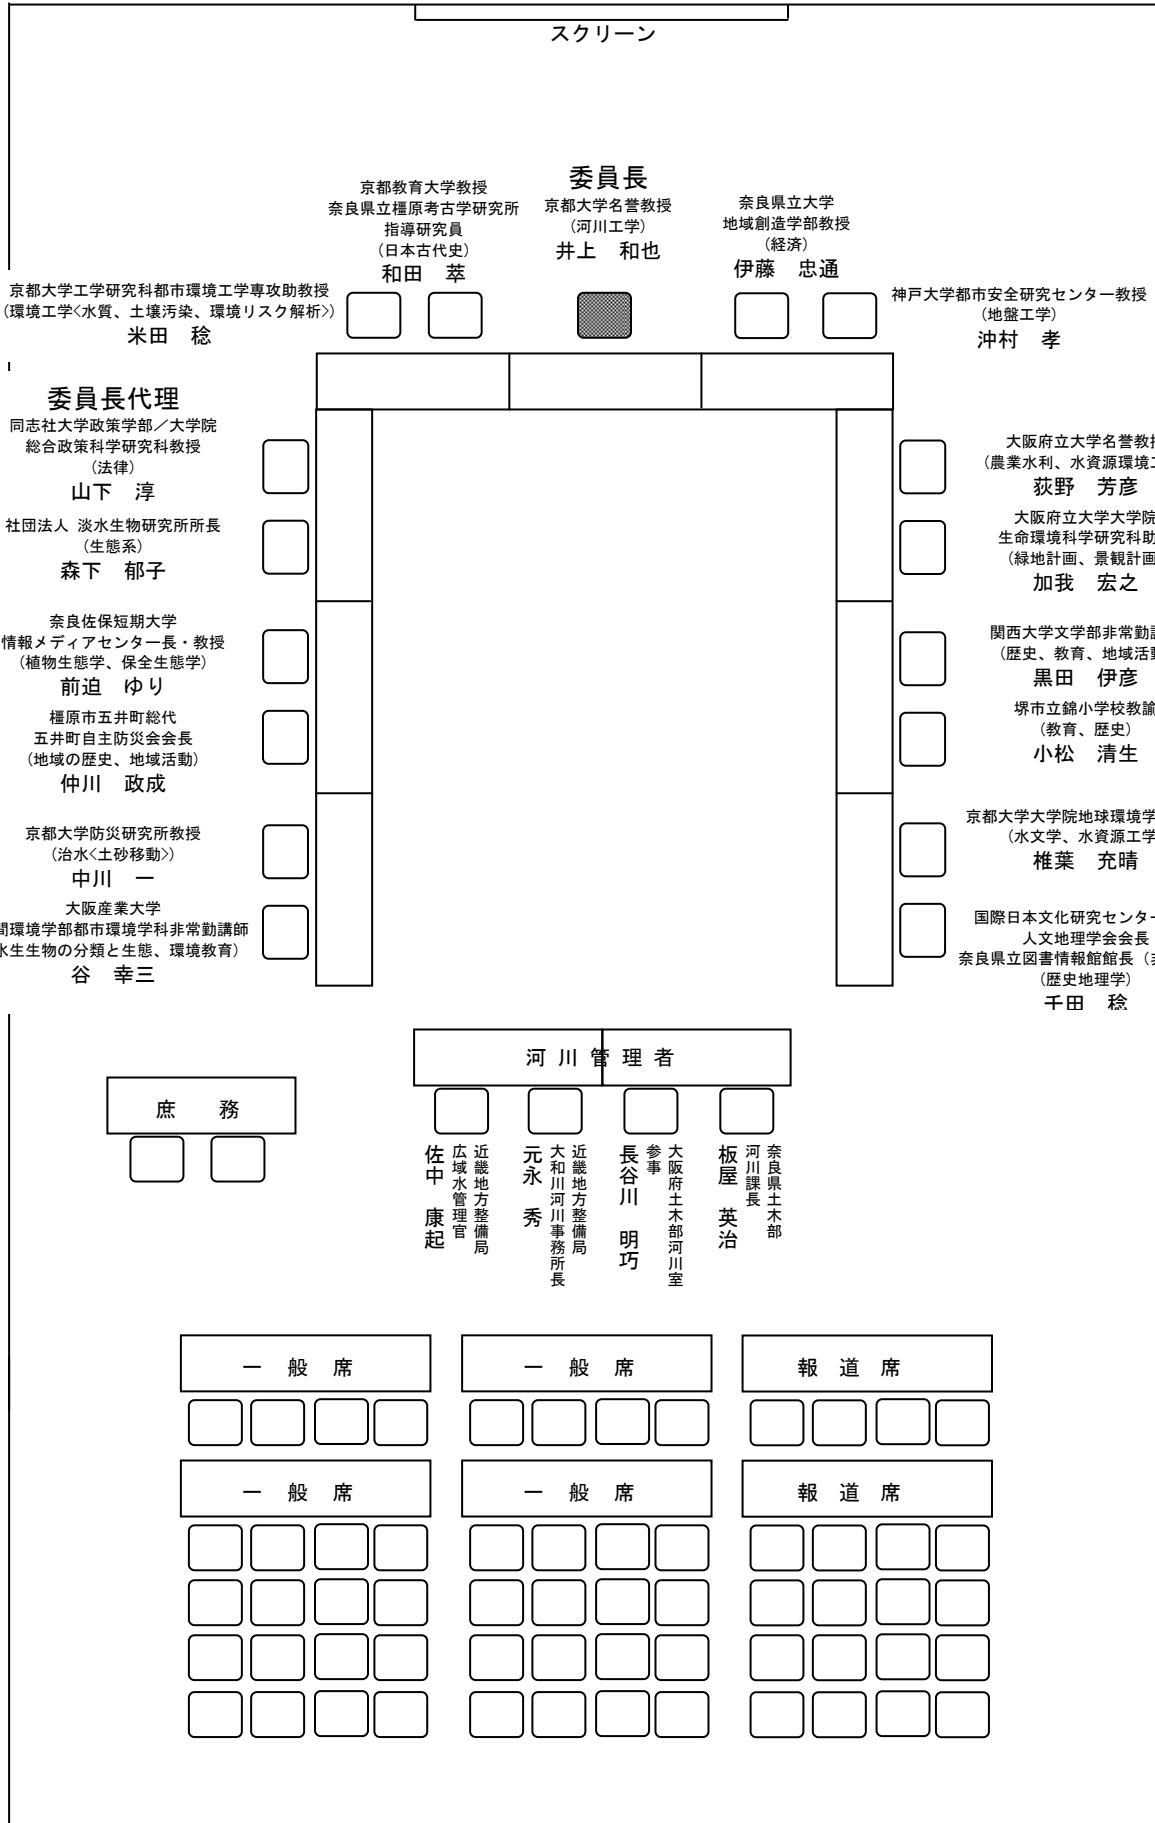 スクリーン
委員長
京都大学名誉教授
(河川工学)
井上　和也
京都教育大学教授
奈良県立橿原考古学研究所
指導研究員
(日本古代史)
和田　萃
奈良県立大学
地域創造学部教授
(経済)
伊藤　忠通
京都大学工学研究科都市環境工学専攻助教授
(環境工学<水質、土壌汚染、環境リスク解析>)
米田　稔
神戸大学都市安全研究センター教授
(地盤工学)
沖村　孝
委員長代理
同志社大学政策学部／大学院
総合政策科学研究科教授
(法律)
山下　淳
社団法人 淡水生物研究所所長
(生態系)
森下　郁子
奈良佐保短期大学
情報メディアセンター長・教授
(植物生態学、保全生態学)
前迫　ゆり
橿原市五井町総代
五井町自主防災会会長
(地域の歴史、地域活動)
仲川　政成
京都大学防災研究所教授
(治水<土砂移動>)
中川　一
大阪産業大学
間環境学部都市環境学科非常勤講師
水生生物の分類と生態、環境教育)
谷　幸三
大阪府立大学名誉教
(農業水利、水資源環境
荻野　芳彦
大阪府立大学大学院
生命環境科学研究科助
(緑地計画、景観計画
加我　宏之
関西大学文学部非常勤
(歴史、教育、地域活
黒田　伊彦
堺市立錦小学校教諭
(教育、歴史)
小松　清生
京都大学大学院地球環境学
(水文学、水資源工学
椎葉　充晴
国際日本文化研究センター
人文地理学会会長
奈良県立図書情報館館長（
(歴史地理学)
千田　稔
河川管理者
庶　務
近畿地方整備局
広域水管理官
佐中　康起
近畿地方整備局
大和川河川事務所長
元永　秀
大阪府土木部河川室
参事
長谷川　明巧
奈良県土木部
河川課長
板屋　英治
一般席
一般席
報道席
一般席
一般席
報道席